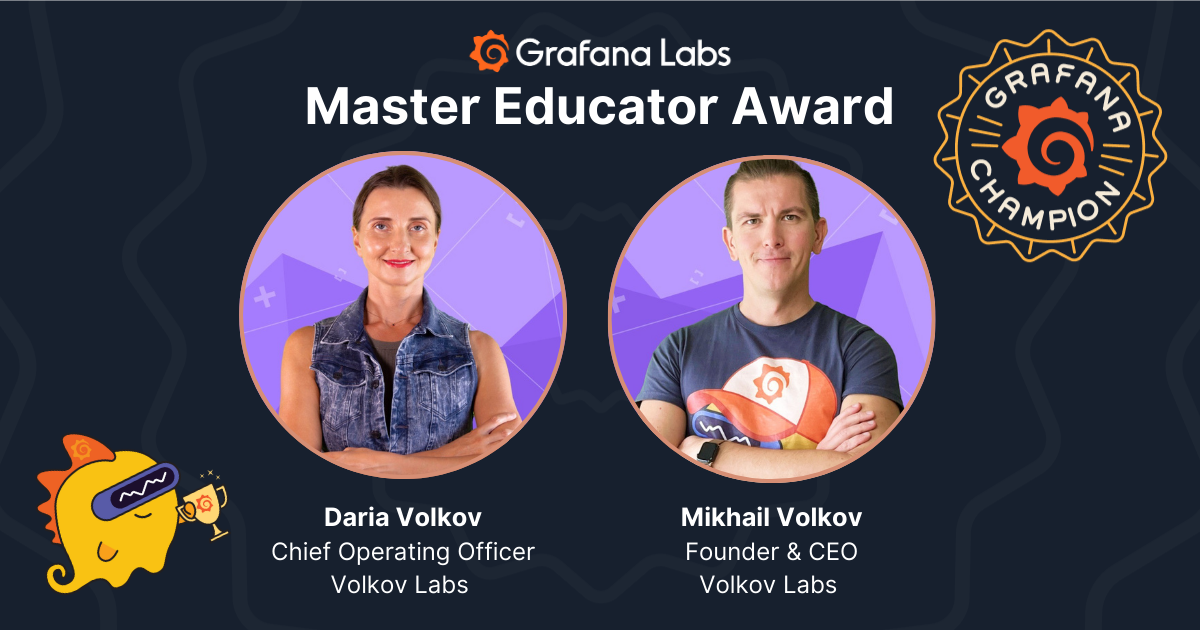 Grafana Labs
Master Educator Award
GRAFANA
CHAMPION
Daria Volkov
Chief Operating Officer
Volkov Labs
Mikhail Volkov
Founder & CEO
Volkov Labs